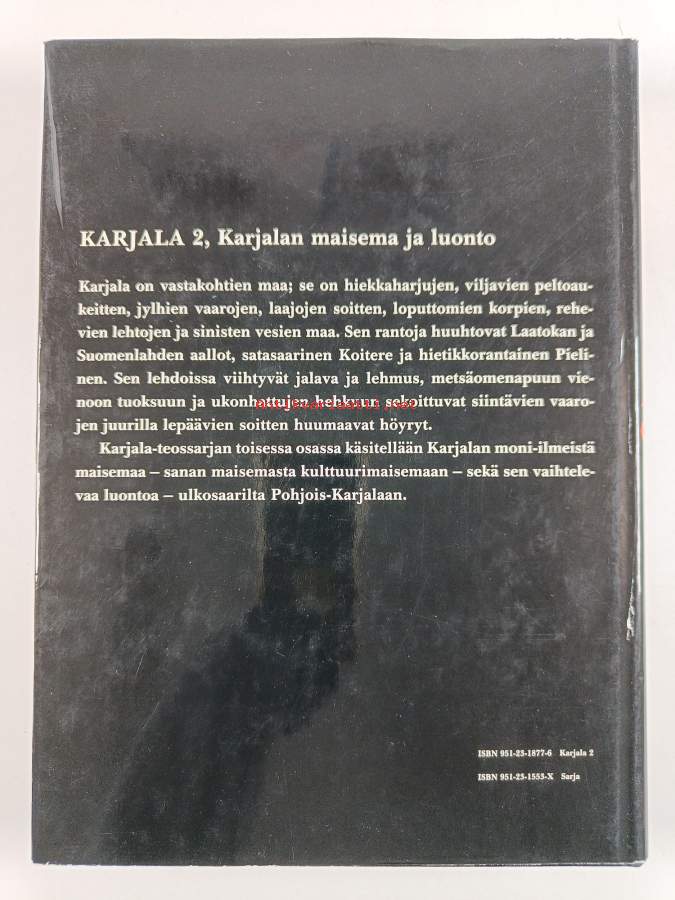 KARJALA 2, Karjalan maisema ja luonto
Karjala on vastakohtien maa; se on hiekkaharjujen, viljavien peltoau-
keitten, jylhien vaarojen, laajojen soitten, loputtomien korpien, rehe-
vien lehtojen ja sinisten vesien maa. Sen rantoja huuhtovat Laatokan ja
Suomenlahden aallot, satasaarinen Koitere ja hietikkorantainen Pieli-
nen. Sen lehdoissa viihtyvät jalava ja lehmus, metsäomenapuun vie-
noon tuoksuun ja ukonhattujen hehkuun sekoittuvat siintävien vaaro-
jen juurilla lepäävien soitten huumaavat höyryt.
Karjala-teossarjan toisessa osassa käsitellään Karjalan moni-ilmeistä
maisemaa – sanan maisemasta kulttuurimaisemaan – sekä sen vaihtele-
vaa luontoa – ulkosaarilta Pohjois-Karjalaan.
ISBN 951-23-1877-6 Karjala 2
ISBN 951-23-1553-X Sarja